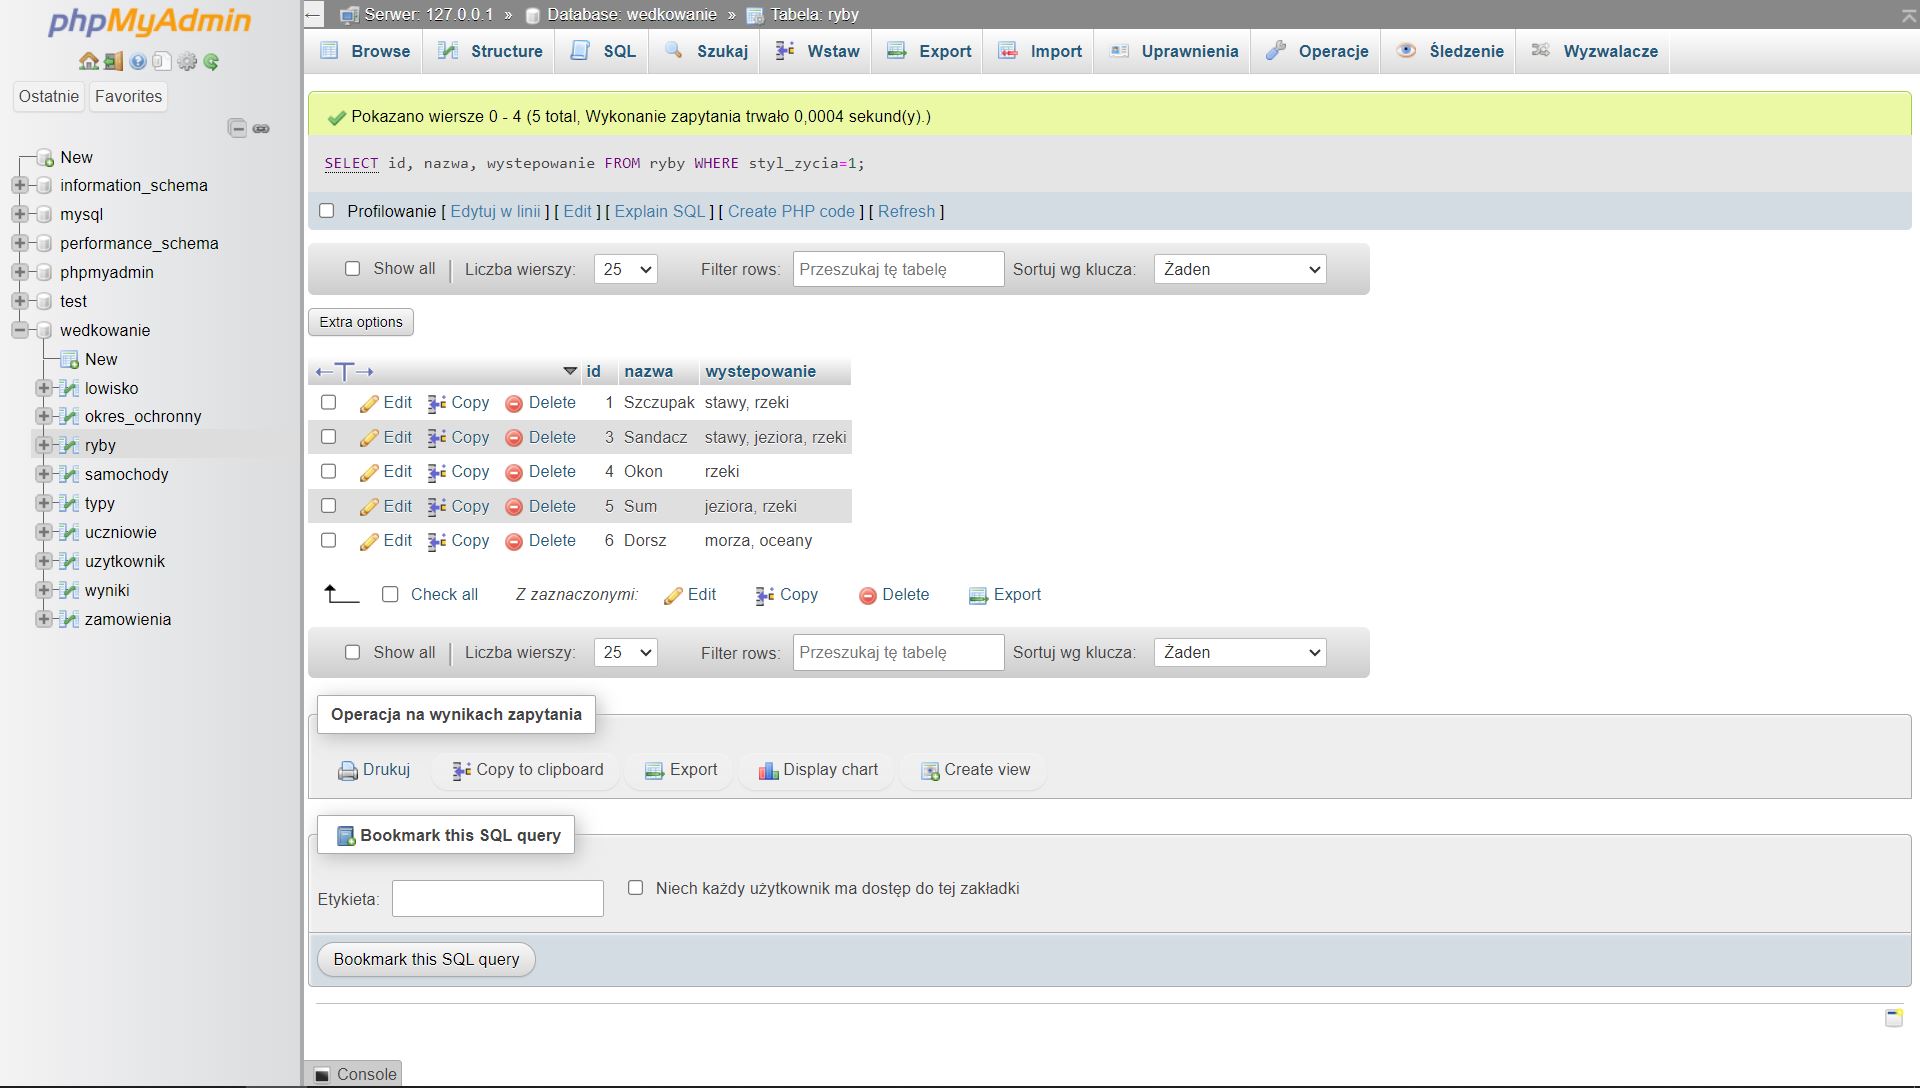 phpMyAdmin
Ostatnie Favorites
New
information_schema
mysql
performance_schema
phpmyadmin
test
wedkowanie
New
lowisko
okres_ochronny
ryby
samochody
typy
uczniowie
uzytkownik
wyniki
zamowienia
Serwer: 127.0.0.1 » Database: wedkowanie » Tabela: ryby
Browse Structure SQL Szukaj Wstaw Export Import Uprawnienia Operacje Śledzenie Wyzwalacze
Pokazano wiersze 0 - 4 (5 total, Wykonanie zapytania trwało 0,0004 sekund(y).)
SELECT id, nazwa, wystepowanie FROM ryby WHERE styl_zycia=1;
Profilowanie [ Edytuj w linii ] [ Edit ] [ Explain SQL ] [ Create PHP code ] [ Refresh ]
Show all | Liczba wierszy: 25 Filter rows: Przeszukaj tę tabelę Sortuj wg klucza: Żaden
Extra options
←T→ id nazwa wystepowanie
Edit Copy Delete 1 Szczupak stawy, rzeki
Edit Copy Delete 3 Sandacz stawy, jeziora, rzeki
Edit Copy Delete 4 Okon rzeki
Edit Copy Delete 5 Sum jeziora, rzeki
Edit Copy Delete 6 Dorsz morza, oceany
Check all Z zaznaczonymi: Edit Copy Delete Export
Show all | Liczba wierszy: 25 Filter rows: Przeszukaj tę tabelę Sortuj wg klucza: Żaden
Operacja na wynikach zapytania
Drukuj Copy to clipboard Export Display chart Create view
Bookmark this SQL query
Etykieta: Niech każdy użytkownik ma dostęp do tej zakładki
Bookmark this SQL query
Console